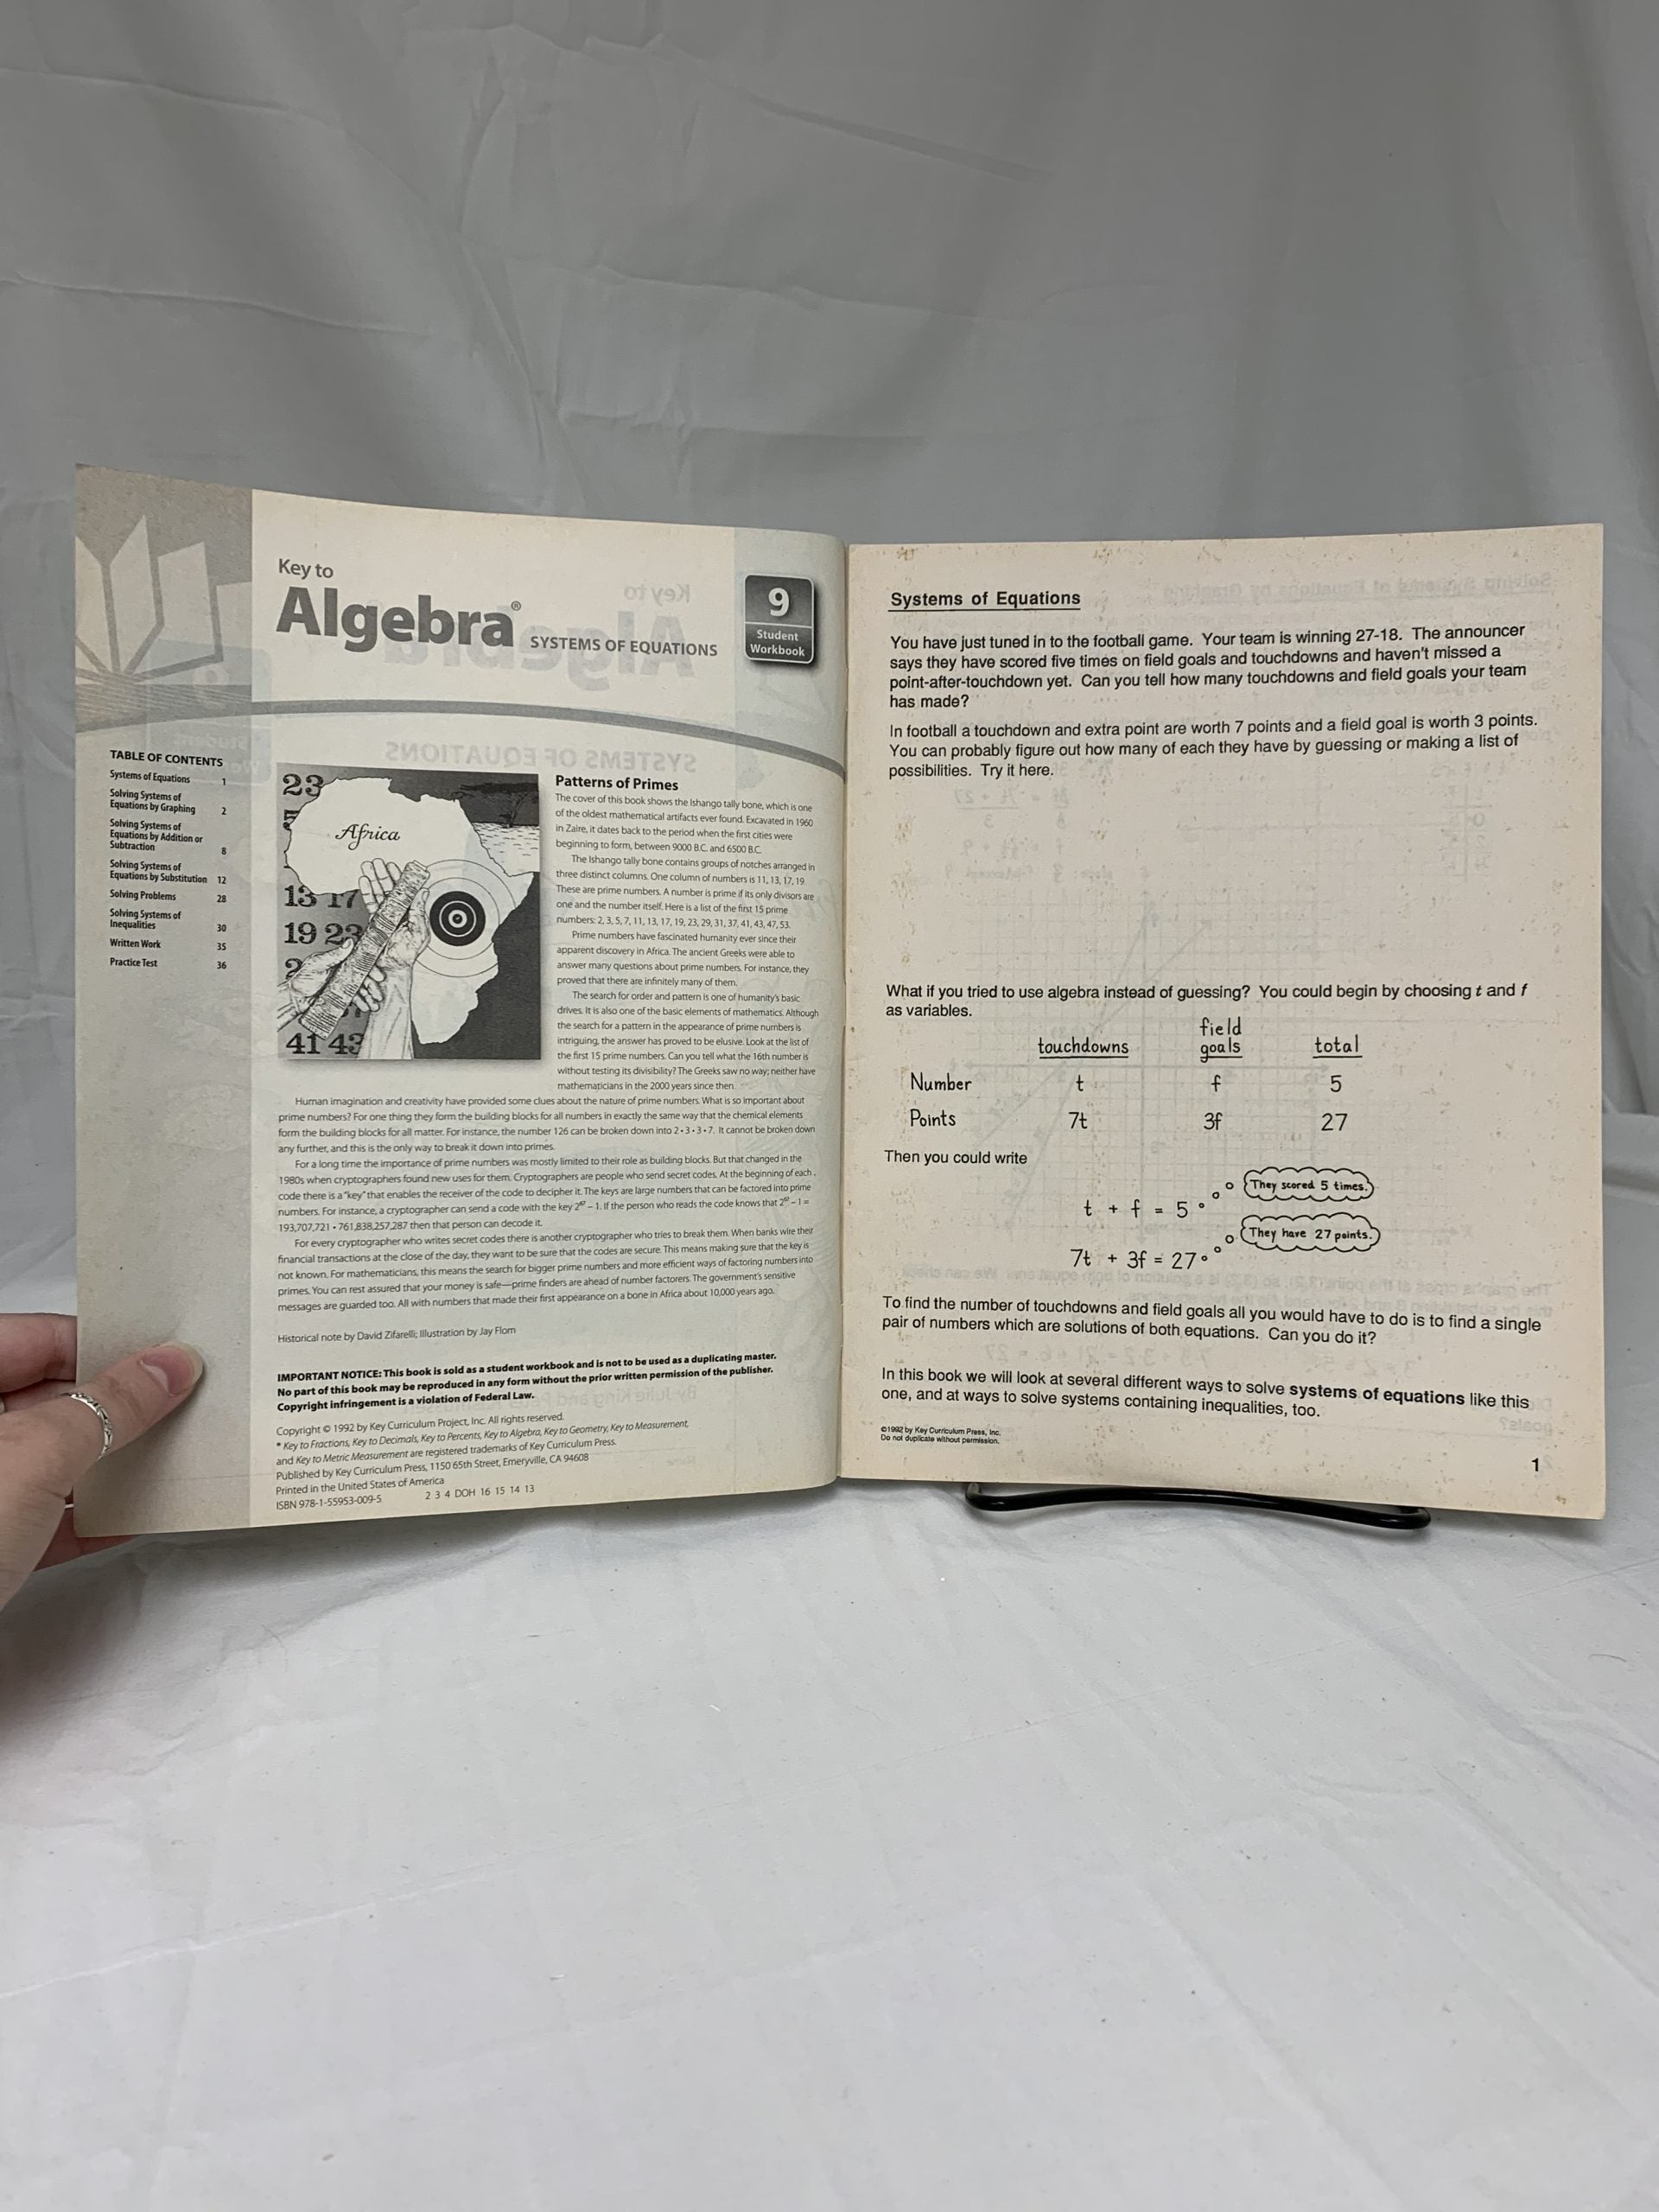 Key to
Algebra®
SYSTEMS OF EQUATIONS
9
Student
Workbook
TABLE OF CONTENTS
Systems of Equations 1
Solving Systems of
Equations by Graphing 2
Solving Systems of
Equations by Addition or
Subtraction 8
Solving Systems of
Equations by Substitution 12
Solving Problems 28
Solving Systems of
Inequalities 30
Written Work 35
Practice Test 36
23
Africa
13 17
19 23
41 43
Patterns of Primes
The cover of this book shows the Ishango tally bone, which is one
of the oldest mathematical artifacts ever found. Excavated in 1960
in Zaire, it dates back to the period when the first cities were
beginning to form, between 9000 B.C. and 6500 B.C.
The Ishango tally bone contains groups of notches arranged in
three distinct columns. One column of numbers is 11, 13, 17, 19.
These are prime numbers. A number is prime if its only divisors are
one and the number itself. Here is a list of the first 15 prime
numbers: 2, 3, 5, 7, 11, 13, 17, 19, 23, 29, 31, 37, 41, 43, 47, 53.
Prime numbers have fascinated humanity ever since their
apparent discovery in Africa. The ancient Greeks were able to
answer many questions about prime numbers. For instance, they
proved that there are infinitely many of them.
The search for order and pattern is one of humanity's basic
drives. It is also one of the basic elements of mathematics. Although
the search for a pattern in the appearance of prime numbers is
intriguing, the answer has proved to be elusive. Look at the list of
the first 15 prime numbers. Can you tell what the 16th number is
without testing its divisibility? The Greeks saw no way; neither have
mathematicians in the 2000 years since then.
Human imagination and creativity have provided some clues about the nature of prime numbers. What is so important about
prime numbers? For one thing they form the building blocks for all numbers in exactly the same way that the chemical elements
form the building blocks for all matter. For instance, the number 126 can be broken down into 2 • 3 • 3 • 7. It cannot be broken down
any further, and this is the only way to break it down into primes.
For a long time the importance of prime numbers was mostly limited to their role as building blocks. But that changed in the
1980s when cryptographers found new uses for them. Cryptographers are people who send secret codes. At the beginning of each
code there is a "key" that enables the receiver of the code to decipher it. The keys are large numbers that can be factored into prime
numbers. For instance, a cryptographer can send a code with the key 2⁶⁷ – 1. If the person who reads the code knows that 2⁶⁷ – 1 =
193,707,721 • 761,838,257,287 then that person can decode it.
For every cryptographer who writes secret codes there is another cryptographer who tries to break them. When banks wire their
financial transactions at the close of the day, they want to be sure that the codes are secure. This means making sure that the key is
not known. For mathematicians, this means the search for bigger prime numbers and more efficient ways of factoring numbers into
primes. You can rest assured that your money is safe—prime finders are ahead of number factorers. The government's sensitive
messages are guarded too. All with numbers that made their first appearance on a bone in Africa about 10,000 years ago.
Historical note by David Zifarelli; Illustration by Jay Flom
IMPORTANT NOTICE: This book is sold as a student workbook and is not to be used as a duplicating master.
No part of this book may be reproduced in any form without the prior written permission of the publisher.
Copyright infringement is a violation of Federal Law.
Copyright © 1992 by Key Curriculum Project, Inc. All rights reserved.
® Key to Fractions, Key to Decimals, Key to Percents, Key to Algebra, Key to Geometry, Key to Measurement,
and Key to Metric Measurement are registered trademarks of Key Curriculum Press.
Published by Key Curriculum Press, 1150 65th Street, Emeryville, CA 94608
Printed in the United States of America
ISBN 978-1-55953-009-5 2 3 4 DOH 16 15 14 13
Systems of Equations
You have just tuned in to the football game. Your team is winning 27-18. The announcer
says they have scored five times on field goals and touchdowns and haven't missed a
point-after-touchdown yet. Can you tell how many touchdowns and field goals your team
has made?
In football a touchdown and extra point are worth 7 points and a field goal is worth 3 points.
You can probably figure out how many of each they have by guessing or making a list of
possibilities. Try it here.
What if you tried to use algebra instead of guessing? You could begin by choosing t and f
as variables.
touchdowns field goals total
Number t f 5
Points 7t 3f 27
Then you could write
They scored 5 times.
t + f = 5
They have 27 points.
7t + 3f = 27
To find the number of touchdowns and field goals all you would have to do is to find a single
pair of numbers which are solutions of both equations. Can you do it?
In this book we will look at several different ways to solve systems of equations like this
one, and at ways to solve systems containing inequalities, too.
©1992 by Key Curriculum Press, Inc.
Do not duplicate without permission.
1